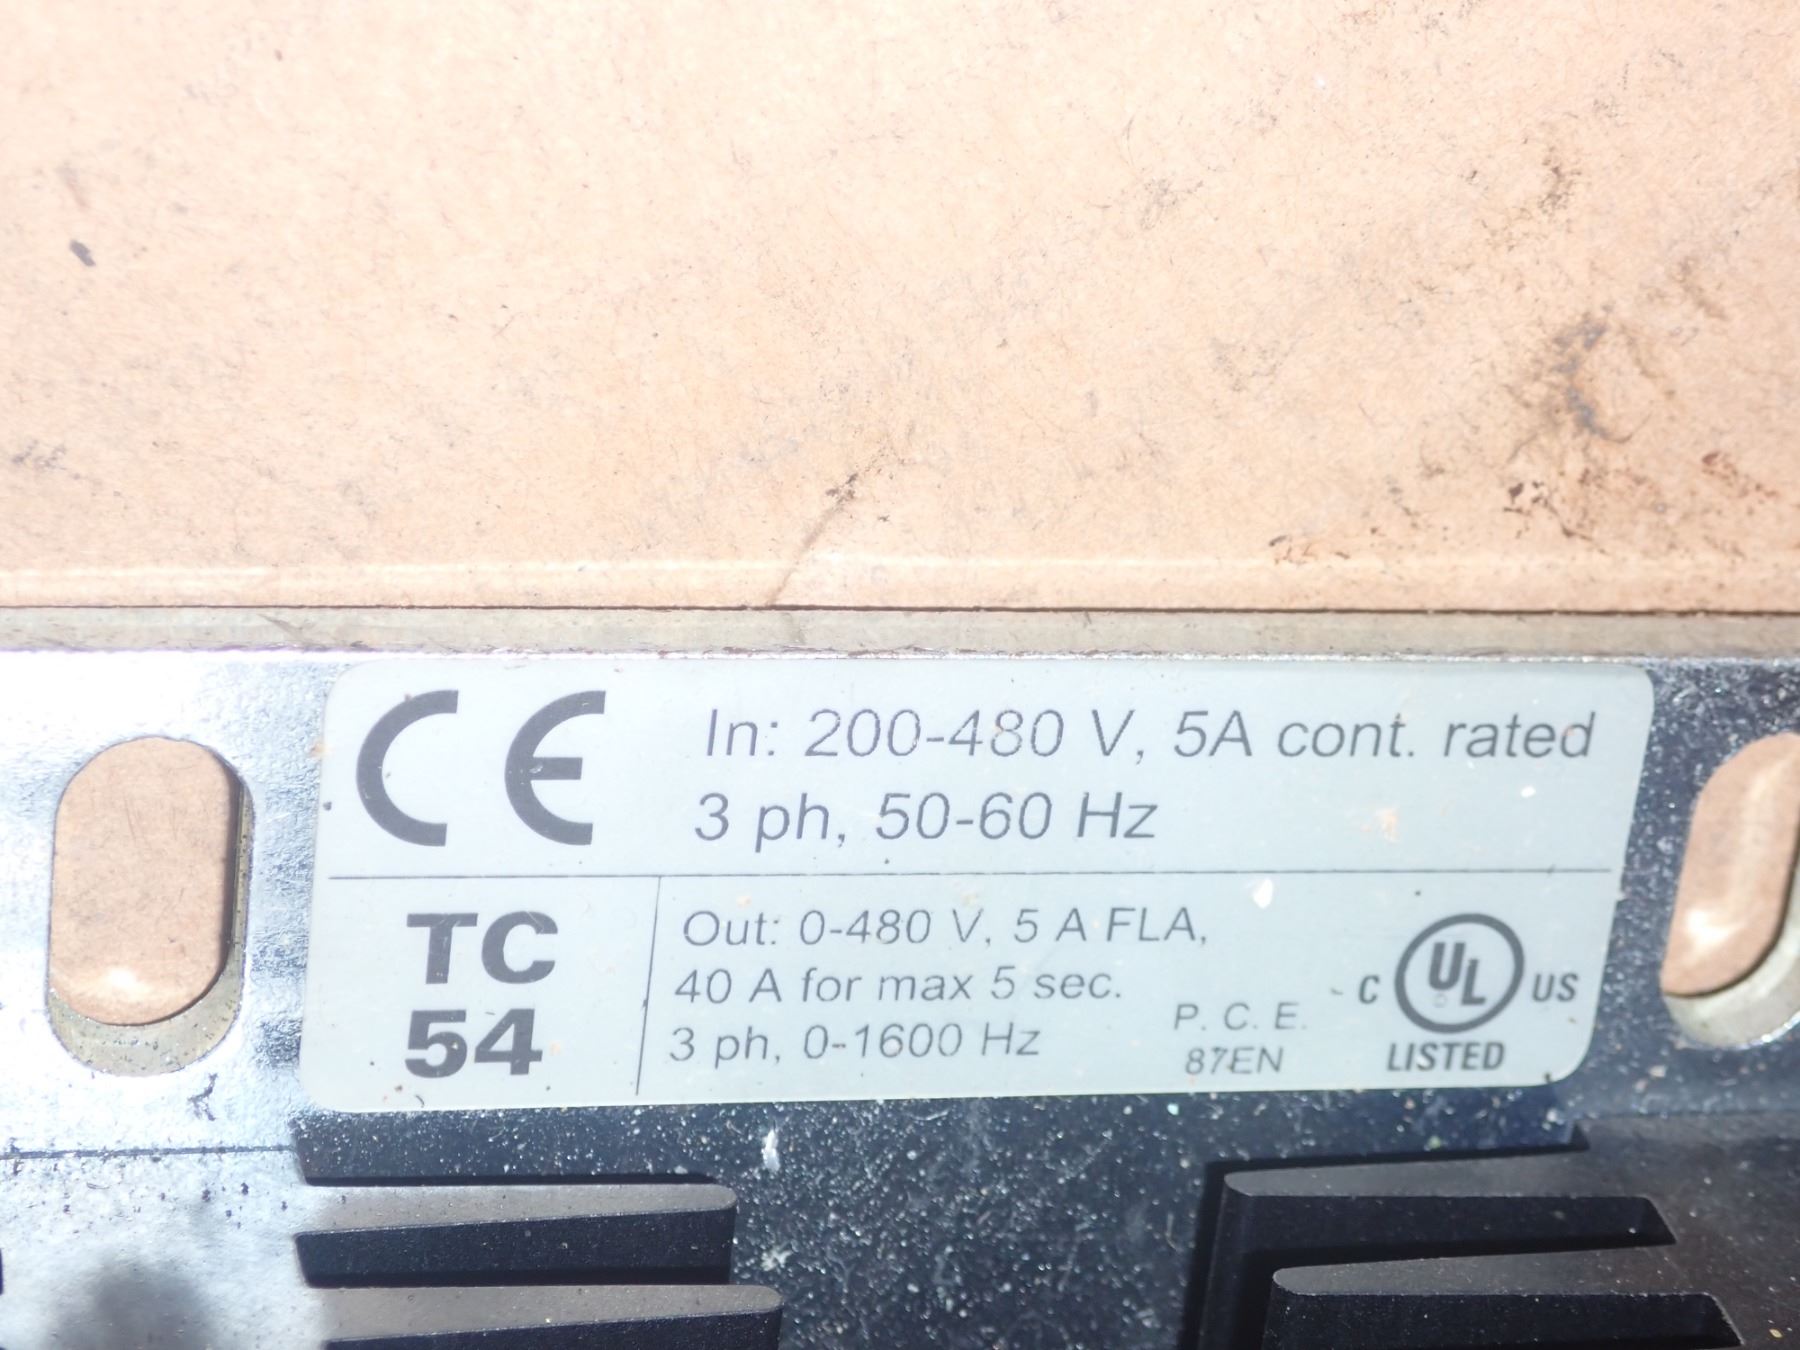 CE
In: 200-480 V, 5A cont. rated
3 ph, 50-60 Hz
TC
54
Out: 0-480 V, 5 A FLA,
40 A for max 5 sec.
3 ph, 0-1600 Hz
P. C. E.
87EN
C UL US
LISTED